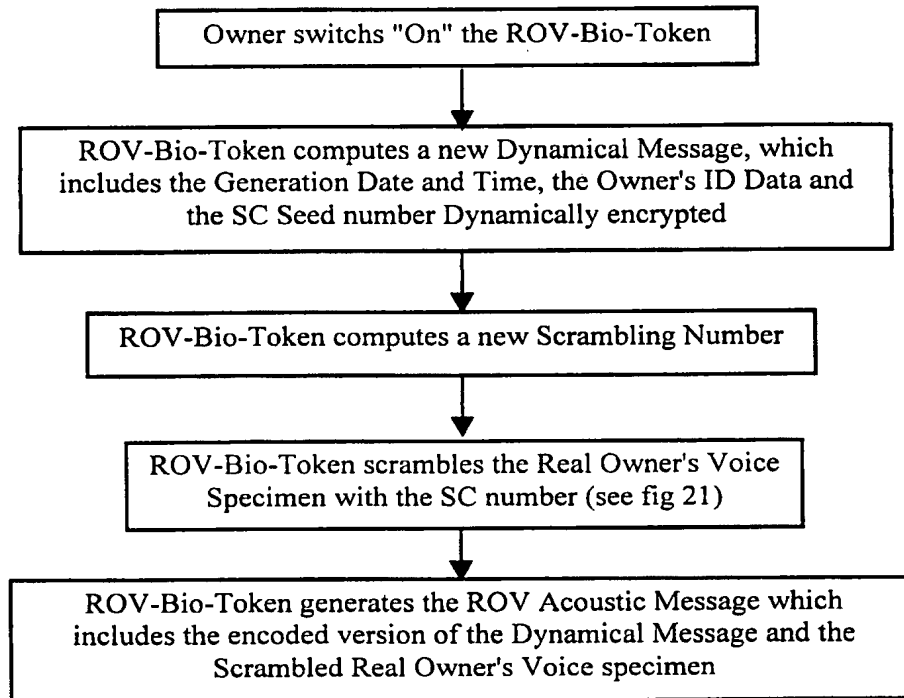 Owner switchs "On" the ROV-Bio-Token
ROV-Bio-Token computes a new Dynamical Message, which
includes the Generation Date and Time, the Owner's ID Data and
the SC Seed number Dynamically encrypted
ROV-Bio-Token computes a new Scrambling Number
ROV-Bio-Token scrambles the Real Owner's Voice
Specimen with the SC number (see fig 21)
ROV-Bio-Token generates the ROV Acoustic Message which
includes the encoded version of the Dynamical Message and the
Scrambled Real Owner's Voice specimen